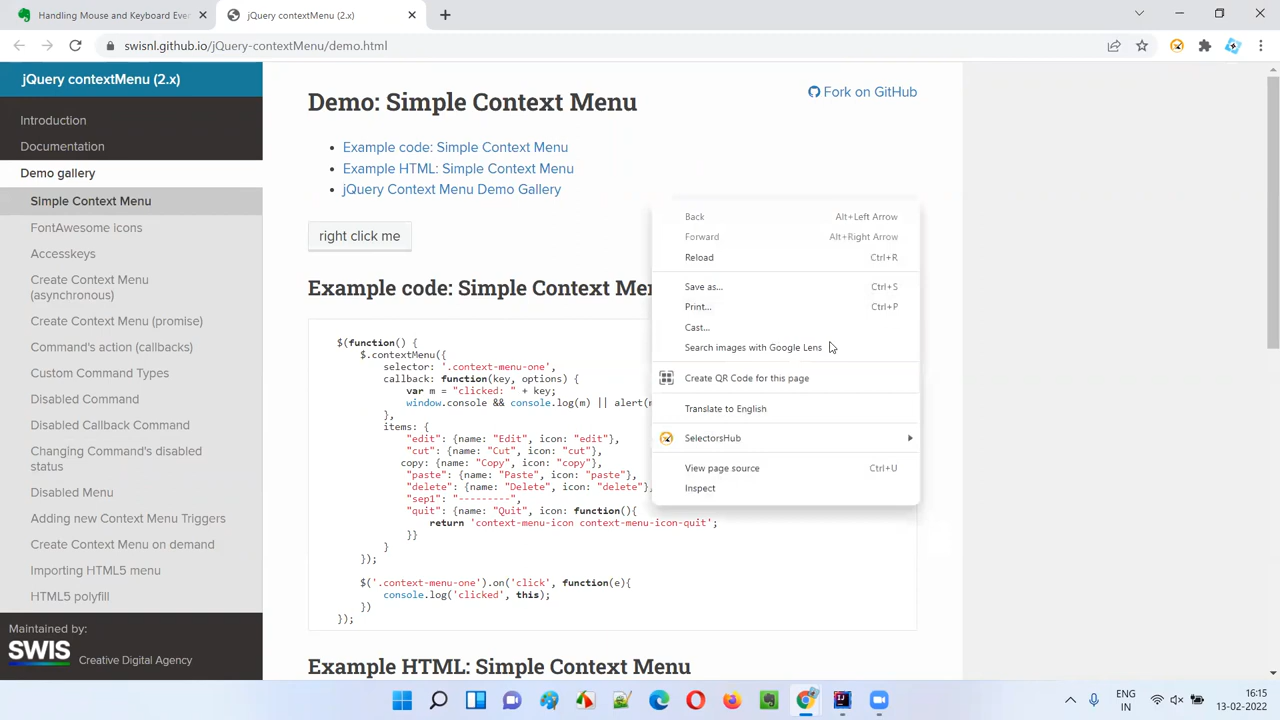 Handling Mouse and Keyboard Ever
jQuery contextMenu (2.x)
swisnl.github.io/jQuery-contextMenu/demo.html
jQuery contextMenu (2.x)
Introduction
Documentation
Demo gallery
Simple Context Menu
FontAwesome icons
Accesskeys
Create Context Menu
(asynchronous)
Create Context Menu (promise)
Command's action (callbacks)
Custom Command Types
Disabled Command
Disabled Callback Command
Changing Command's disabled
status
Disabled Menu
Adding new Context Menu Triggers
Create Context Menu on demand
Importing HTML5 menu
HTML5 polyfill
Maintained by:
SWIS Creative Digital Agency
Demo: Simple Context Menu
Fork on GitHub
Example code: Simple Context Menu
Example HTML: Simple Context Menu
jQuery Context Menu Demo Gallery
right click me
Example code: Simple Context Mer
$(function() {
$.contextMenu({
selector: '.context-menu-one',
callback: function(key, options) {
var m = "clicked: " + key;
window.console && console.log(m) || alert(m
},
items: {
"edit": {name: "Edit", icon: "edit"},
"cut": {name: "Cut", icon: "cut"},
copy: {name: "Copy", icon: "copy"},
"paste": {name: "Paste", icon: "paste"},
"delete": {name: "Delete", icon: "delete"},
"sep1": "---------",
"quit": {name: "Quit", icon: function(){
return 'context-menu-icon context-menu-icon-quit';
}}
}
});
$('.context-menu-one').on('click', function(e){
console.log('clicked', this);
})
});
Example HTML: Simple Context Menu
Back Alt+Left Arrow
Forward Alt+Right Arrow
Reload Ctrl+R
Save as... Ctrl+S
Print... Ctrl+P
Cast...
Search images with Google Lens
Create QR Code for this page
Translate to English
SelectorsHub
View page source Ctrl+U
Inspect
ENG
IN
16:15
13-02-2022